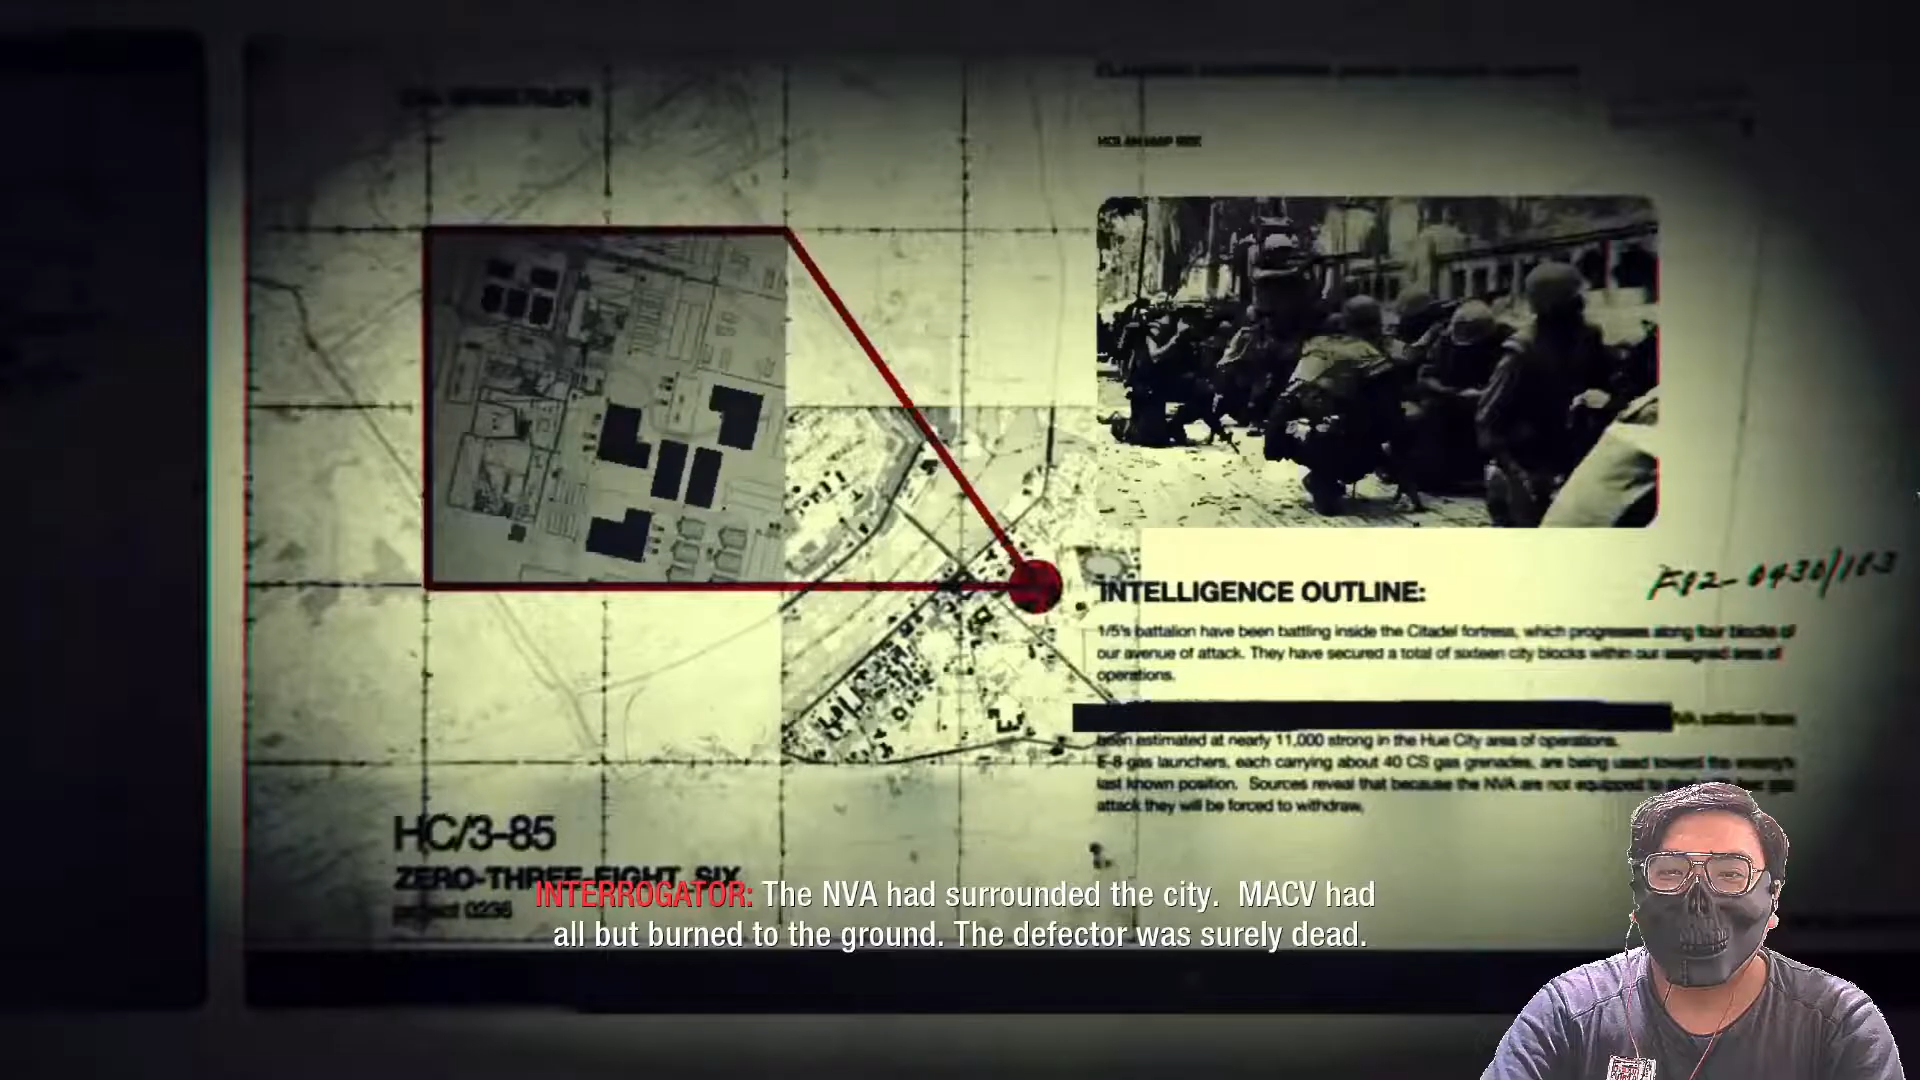 HC/3-85
ZERO-THREE-EIGHT, SIX
project 0236
INTELLIGENCE OUTLINE:
1/5's battalion have been battling inside the Citadel fortress, which progresses along four blocks of
our avenue of attack. They have secured a total of sixteen city blocks within our assigned area of
operations.
NVA soldiers have
been estimated at nearly 11,000 strong in the Hue City area of operations.
E-8 gas launchers, each carrying about 40 CS gas grenades, are being used toward the enemy's
last known position. Sources reveal that because the NVA are not equipped to
attack they will be forced to withdraw.
INTERROGATOR: The NVA had surrounded the city. MACV had
all but burned to the ground. The defector was surely dead.